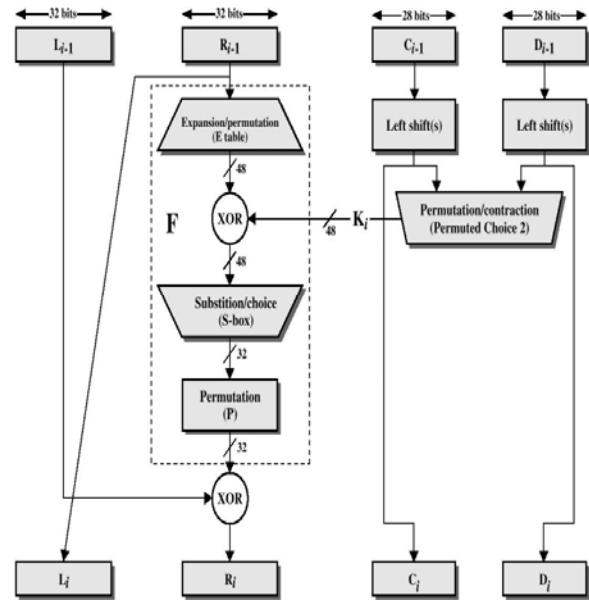 32 bits
32 bits
28 bits
28 bits
Li-1
Ri-1
Ci-1
Di-1
Expansion/permutation
(E table)
Left shift(s)
Left shift(s)
48
F
XOR
48
Ki
Permutation/contraction
(Permuted Choice 2)
48
Substition/choice
(S-box)
32
Permutation
(P)
32
XOR
Li
Ri
Ci
Di